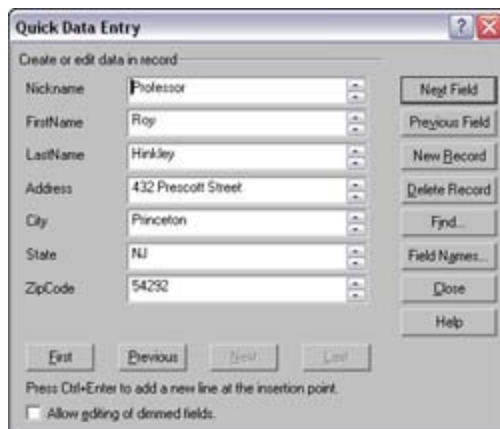 Quick Data Entry
Create or edit data in record
Nickname Professor Next Field
FirstName Roy Previous Field
LastName Hinkley New Record
Address 432 Prescott Street Delete Record
City Princeton Find...
State NJ Field Names...
ZipCode 54292 Close
Help
First Previous Next Last
Press Ctrl+Enter to add a new line at the insertion point.
Allow editing of dimmed fields.